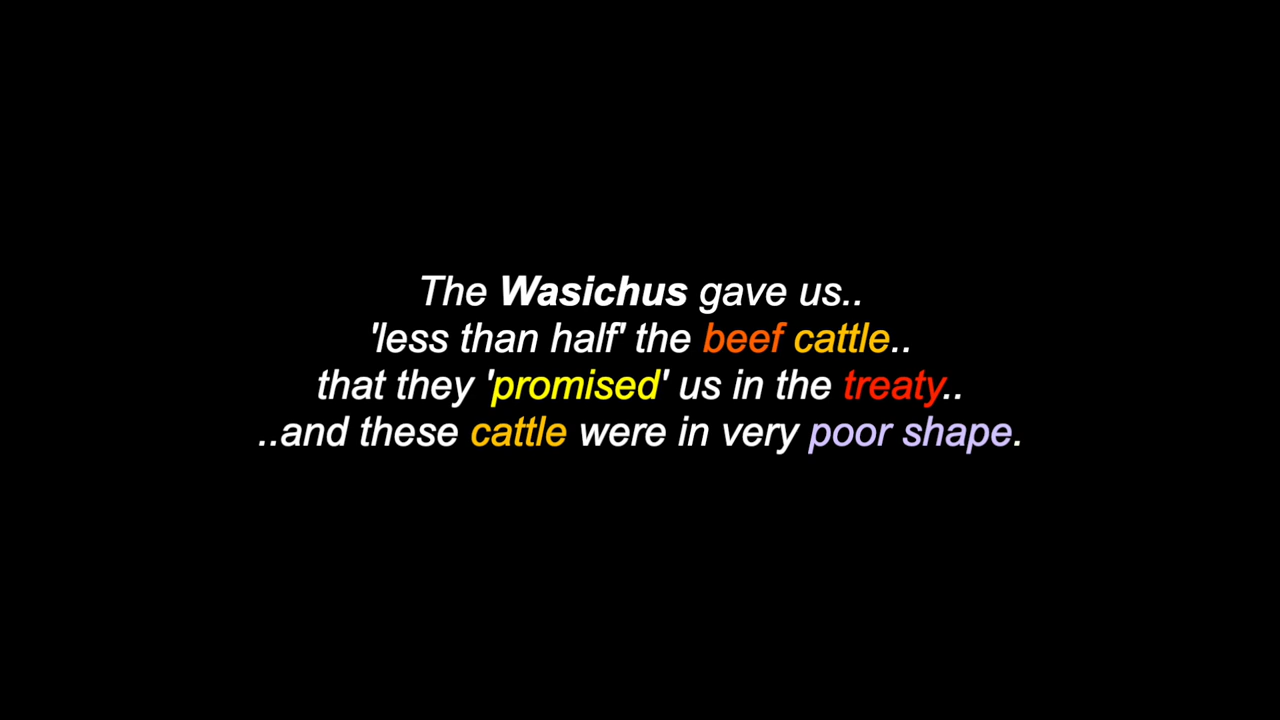 The Wasichus gave us..
'less than half' the beef cattle..
that they 'promised' us in the treaty..
..and these cattle were in very poor shape.